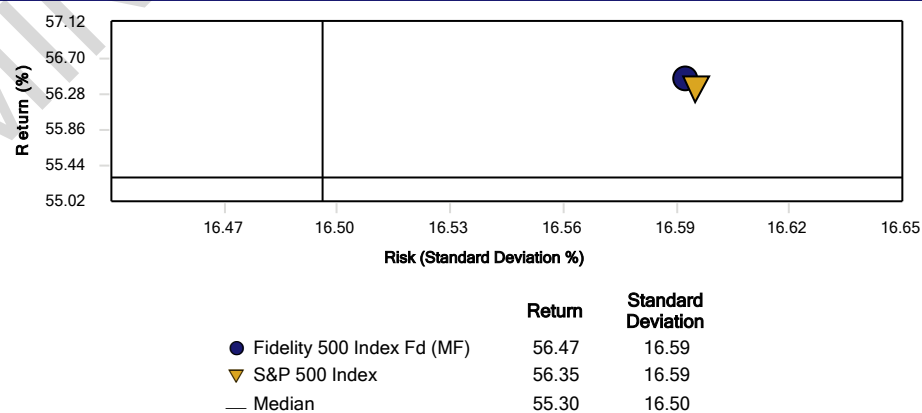 57.12
56.70
56.28
55.86
55.44
55.02
Return (%)
16.47 16.50 16.53 16.56 16.59 16.62 16.65
Risk (Standard Deviation %)
Return Standard Deviation
Fidelity 500 Index Fd (MF) 56.47 16.59
S&P 500 Index 56.35 16.59
Median 55.30 16.50